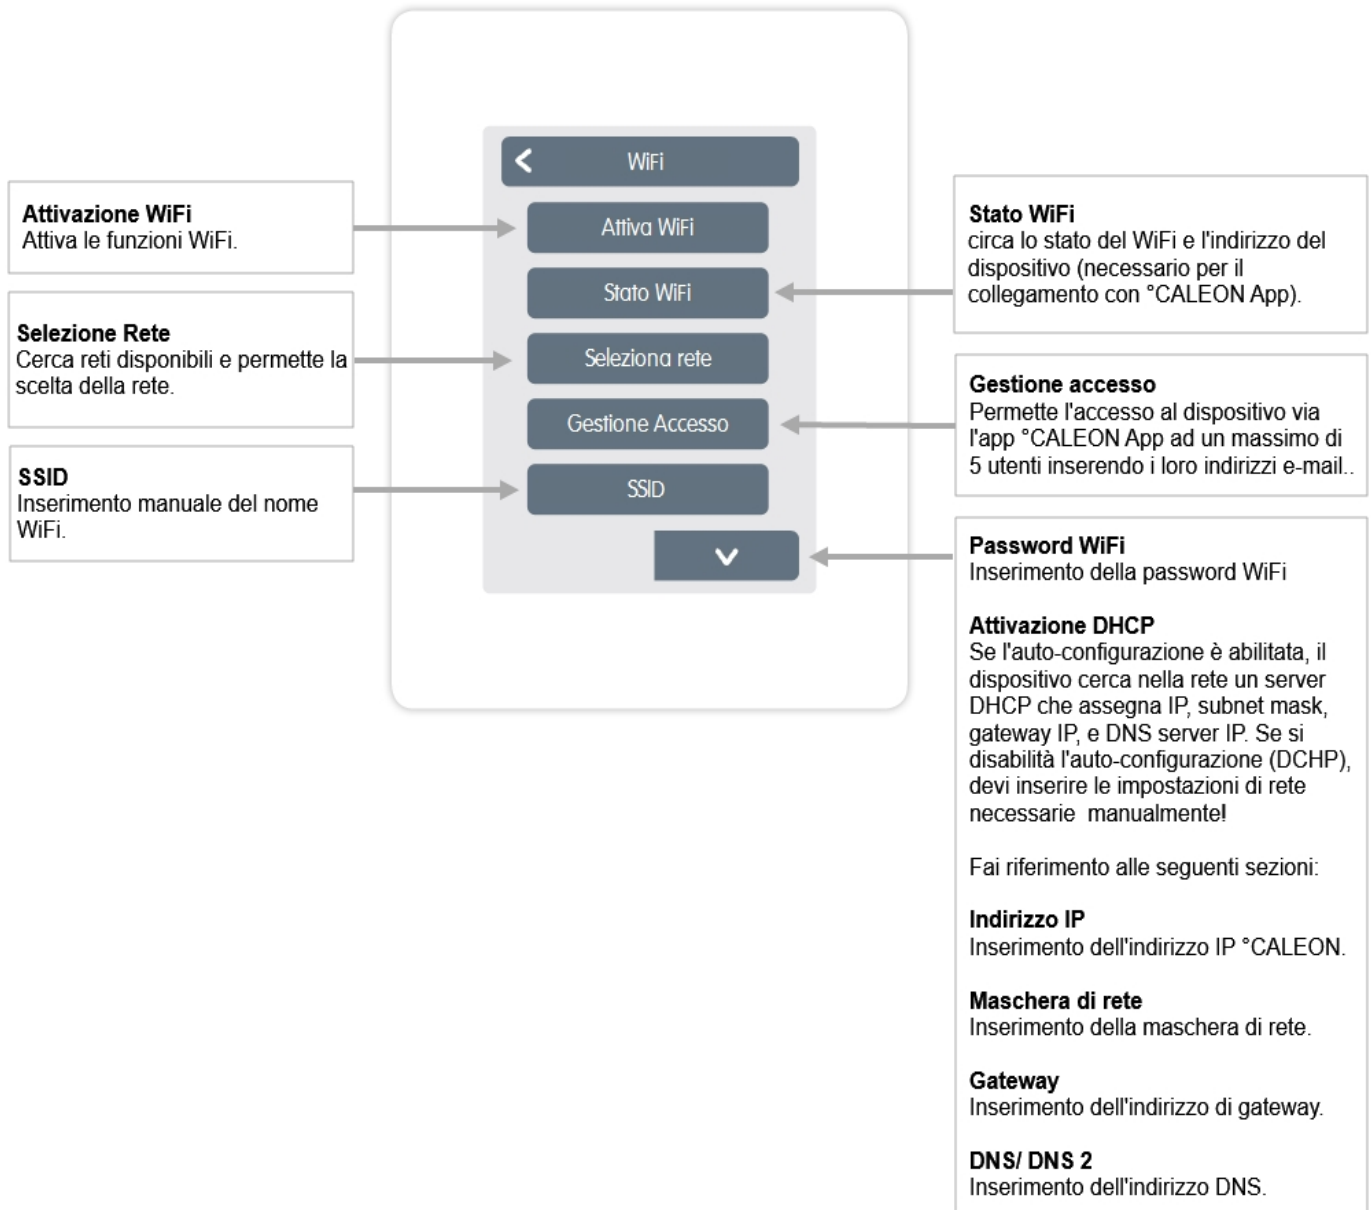 WiFi
Attiva WiFi
Stato WiFi
Seleziona rete
Gestione Accesso
SSID
Attivazione WiFi
Attiva le funzioni WiFi.
Selezione Rete
Cerca reti disponibili e permette la
scelta della rete.
SSID
Inserimento manuale del nome
WiFi.
Stato WiFi
circa lo stato del WiFi e l'indirizzo del
dispositivo (necessario per il
collegamento con °CALEON App).
Gestione accesso
Permette l'accesso al dispositivo via
l'app °CALEON App ad un massimo di
5 utenti inserendo i loro indirizzi e-mail..
Password WiFi
Inserimento della password WiFi
Attivazione DHCP
Se l'auto-configurazione è abilitata, il
dispositivo cerca nella rete un server
DHCP che assegna IP, subnet mask,
gateway IP, e DNS server IP. Se si
disabilità l'auto-configurazione (DCHP),
devi inserire le impostazioni di rete
necessarie  manualmente!
Fai riferimento alle seguenti sezioni:
Indirizzo IP
Inserimento dell'indirizzo IP °CALEON.
Maschera di rete
Inserimento della maschera di rete.
Gateway
Inserimento dell'indirizzo di gateway.
DNS/ DNS 2
Inserimento dell'indirizzo DNS.